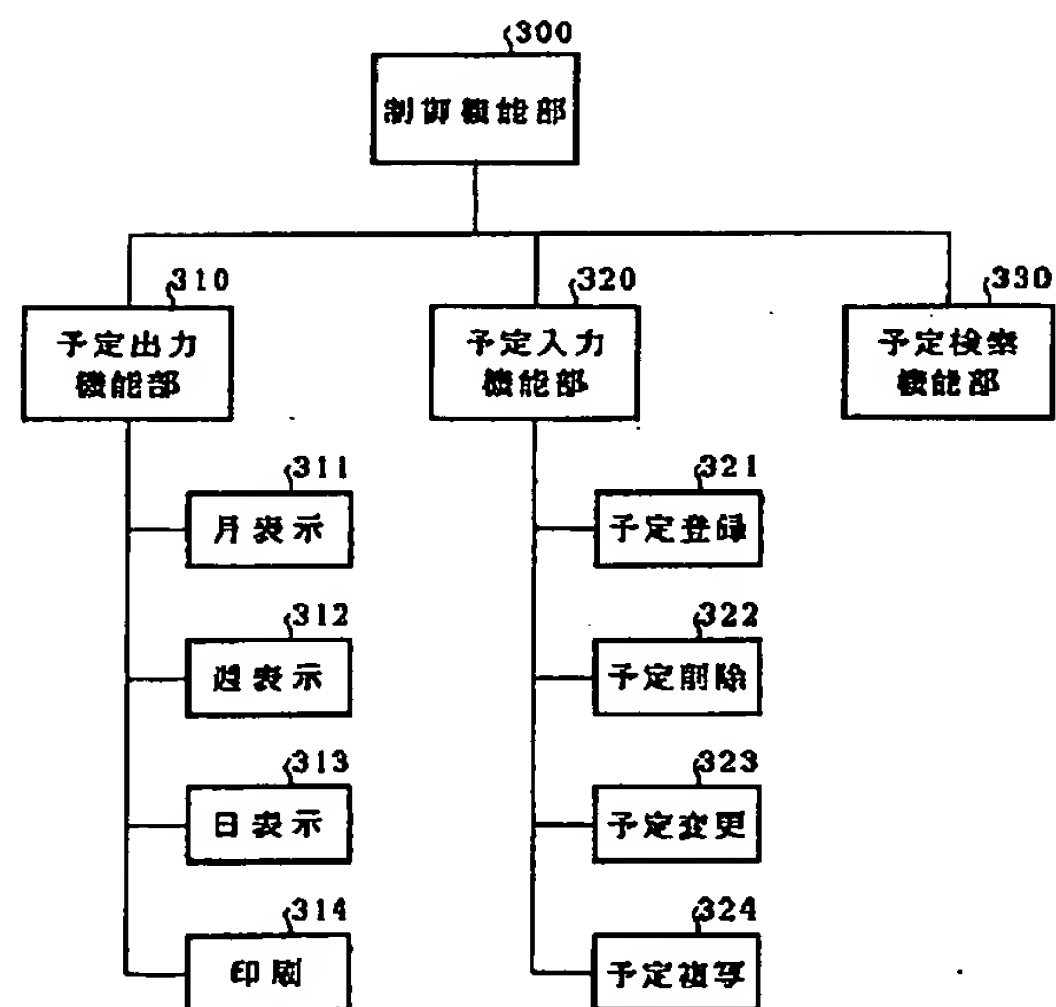 300
制御機能部
310
320
330
予定出力
機能部
予定入力
機能部
予定検索
機能部
311
月表示
312
週表示
313
日表示
314
印刷
321
予定登録
322
予定削除
323
予定変更
324
予定複写